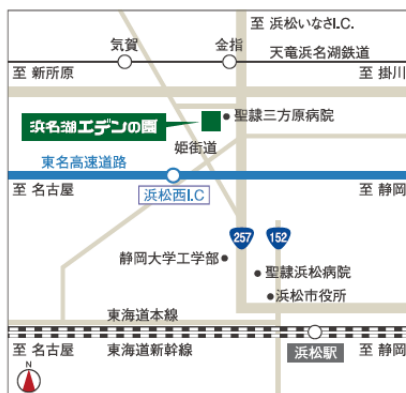 至 浜松いなさI.C.
気賀
金指
天竜浜名湖鉄道
至 新所原
至 掛川
浜名湖エデンの園
聖隷三方原病院
姫街道
東名高速道路
至 名古屋
浜松西I.C
至 静岡
257
152
静岡大学工学部
聖隷浜松病院
浜松市役所
東海道本線
至 名古屋
東海道新幹線
浜松駅
至 静岡
N